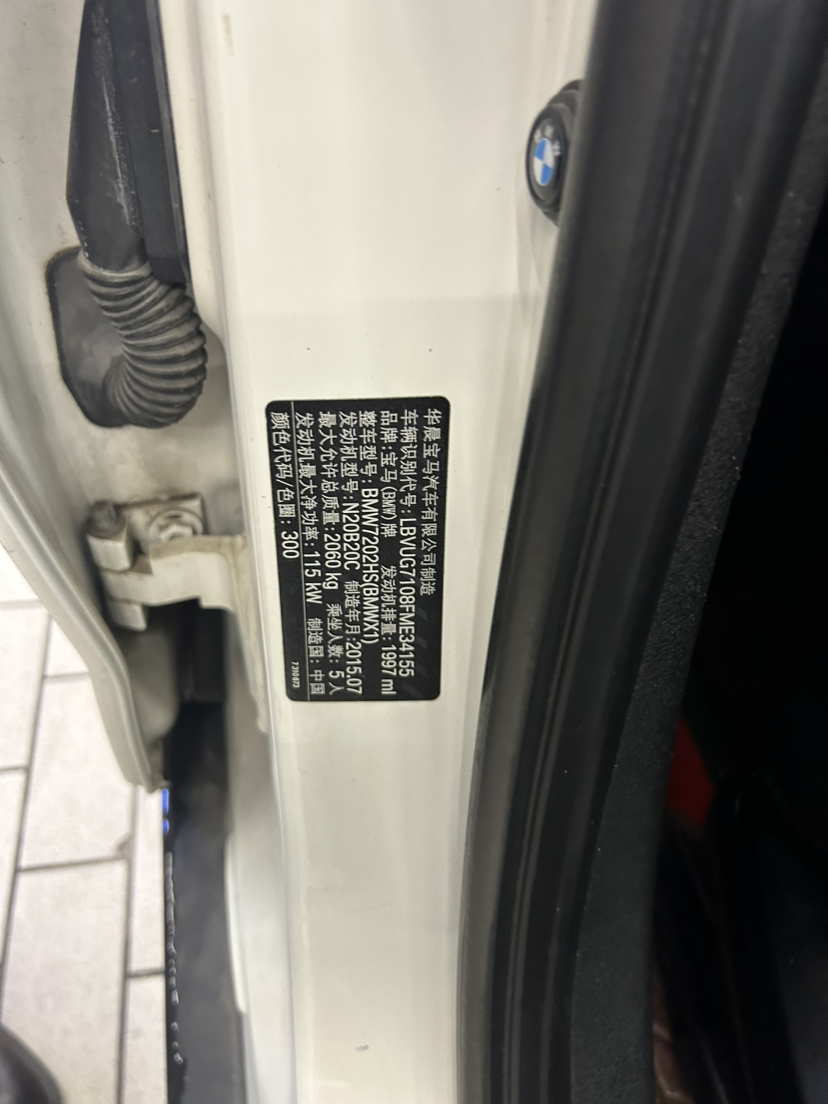 华晨宝马汽车有限公司制造
车辆识别代号: LBVUG7108FME34155
品牌: 宝马(BMW)牌 发动机排量: 1997 ml
整车型号: BMW7202HS(BMWX1)
发动机型号: N20B20C 制造年月: 2015.07
最大允许总质量: 2060 kg 乘坐人数: 5 人
发动机最大净功率: 115 kW 制造国: 中国
颜色代码/色圈: 300
7310673